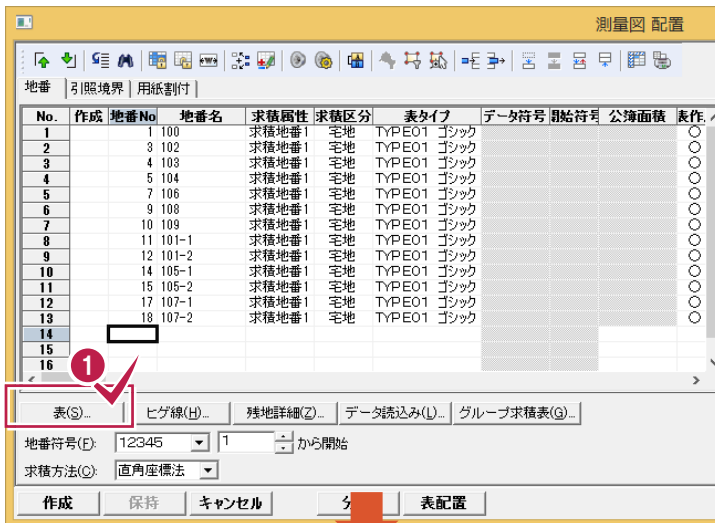 測量図 配置
地番 引照境界 用紙割付
No. 作成 地番No 地番名 求積属性 求積区分 表タイプ データ符号 開始符号 公簿面積 表作
1 1 100 求積地番1 宅地 TYPE01 ゴシック ○
2 3 102 求積地番1 宅地 TYPE01 ゴシック ○
3 4 103 求積地番1 宅地 TYPE01 ゴシック ○
4 5 104 求積地番1 宅地 TYPE01 ゴシック ○
5 7 106 求積地番1 宅地 TYPE01 ゴシック ○
6 9 108 求積地番1 宅地 TYPE01 ゴシック ○
7 10 109 求積地番1 宅地 TYPE01 ゴシック ○
8 11 101-1 求積地番1 宅地 TYPE01 ゴシック ○
9 12 101-2 求積地番1 宅地 TYPE01 ゴシック ○
10 14 105-1 求積地番1 宅地 TYPE01 ゴシック ○
11 15 105-2 求積地番1 宅地 TYPE01 ゴシック ○
12 17 107-1 求積地番1 宅地 TYPE01 ゴシック ○
13 18 107-2 求積地番1 宅地 TYPE01 ゴシック ○
14
15
16
1
表(S)... ヒゲ線(H)... 残地詳細(Z)... データ読込み(L)... グループ求積表(G)...
地番符号(F): 12345 1 から開始
求積方法(C): 直角座標法
作成 保持 キャンセル 表配置